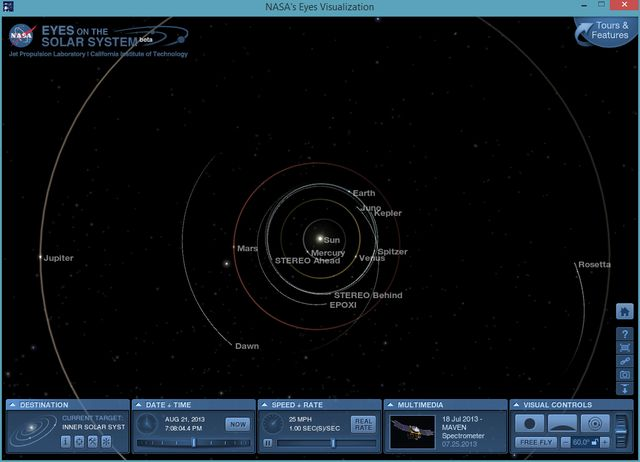 NASA's Eyes Visualization
NASA
EYES ON THE
SOLAR SYSTEM beta
Jet Propulsion Laboratory | California Institute of Technology
Tours &
Features
Earth
Juno
Kepler
Sun
Mars
Mercury
Spitzer
Venus
STEREO Ahead
Jupiter
Rosetta
STEREO Behind
EPOXI
Dawn
DESTINATION
CURRENT TARGET:
INNER SOLAR SYST
DATE + TIME
AUG 21, 2013
7:08:04.4 PM
NOW
SPEED + RATE
25 MPH
1.00 SEC(S)/SEC
REAL
RATE
MULTIMEDIA
18 Jul 2013 -
MAVEN
Spectrometer
07.25.2013
VISUAL CONTROLS
FREE FLY
60.0°
?